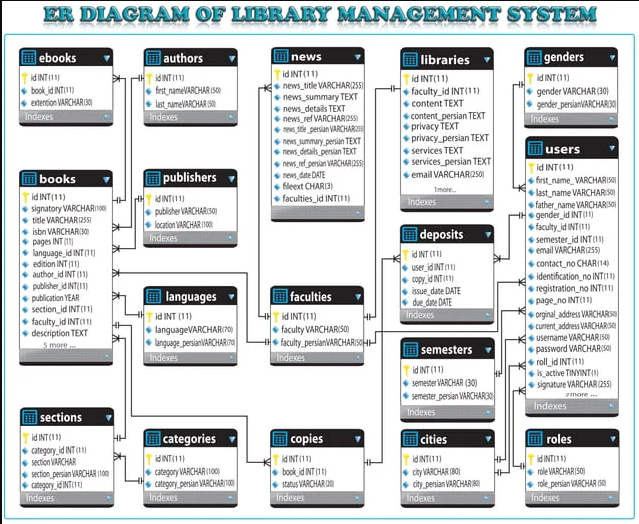 ER DIAGRAM OF LIBRARY MANAGEMENT SYSTEM
ebooks
id INT (11)
book_id INT(11)
extention VARCHAR(30)
Indexes
authors
id INT (11)
first_nameVARCHAR (50)
last_nameVARCHAR(50)
Indexes
news
id INT (11)
news_title VARCHAR(255)
news_summary TEXT
news_details TEXT
news_ref VARCHAR(255)
news_title_persian VARCHAR(255)
news_summary_persian TEXT
news_details_persian TEXT
news_ref_persian VARCHAR(255)
news_date DATE
fileext CHAR(3)
faculties_id INT(11)
libraries
id INT(11)
faculty_id INT(11)
content TEXT
content_persian TEXT
privacy TEXT
privacy_persian TEXT
services TEXT
services_persian TEXT
email VARCHAR(250)
1more...
Indexes
genders
id INT (11)
gender VARCHAR(30)
gender_persianVARCHAR(30)
Indexes
books
id INT (11)
signatory VARCHAR(100)
title VARCHAR(255)
isbn VARCHAR(30)
pages INT (11)
language_id INT(11)
edition INT (11)
author_id INT (11)
publisher_id INT(11)
publication YEAR
section_id INT (11)
faculty_id INT(11)
description TEXT
5 more ...
publishers
id INT (11)
publisher VARCHAR(50)
location VARCHAR (100)
Indexes
users
id INT (11)
first_name_ VARCHAR(50)
last_name VARCHAR(50)
father_name VARCHAR(50)
gender_id INT (11)
faculty_id INT(11)
semester_id INT (11)
email VARCHAR (255)
contact_no CHAR(14)
identification_no INT(11)
registration_no INT(11)
page_no INT(11)
orginal_address VARCHAR(50)
current_address VARCHAR(50)
username VARCHAR(50)
password VARCHAR(50)
roll_id INT (11)
is_active TINYINT(1)
signature VARCHAR (255)
2more ...
Indexes
deposits
id INT (11)
user_id INT(11)
copy_id INT(11)
issue_date DATE
due_date DATE
Indexes
languages
id INT (11)
languageVARCHAR(70)
language_persianVARCHAR(70)
Indexes
faculties
id INT (11)
faculty VARCHAR(50)
faculty_persianVARCHAR(50)
Indexes
semesters
id INT (11)
semester VARCHAR (30)
semester_persian VARCHAR(30)
Indexes
sections
id INT (11)
category_id INT(11)
section VARCHAR
section_persian VARCHAR (100)
category_id INT(11)
Indexes
categories
id INT (11)
category VARCHAR(100)
category_persian VARCHAR(100)
Indexes
copies
id INT (11)
book_id INT (11)
status VARCHAR (20)
Indexes
cities
id INT (11)
city VARCHAR (80)
city_persian VARCHAR(80)
Indexes
roles
id INT (11)
role VARCHAR(50)
role_persian VARCHAR(50)
Indexes